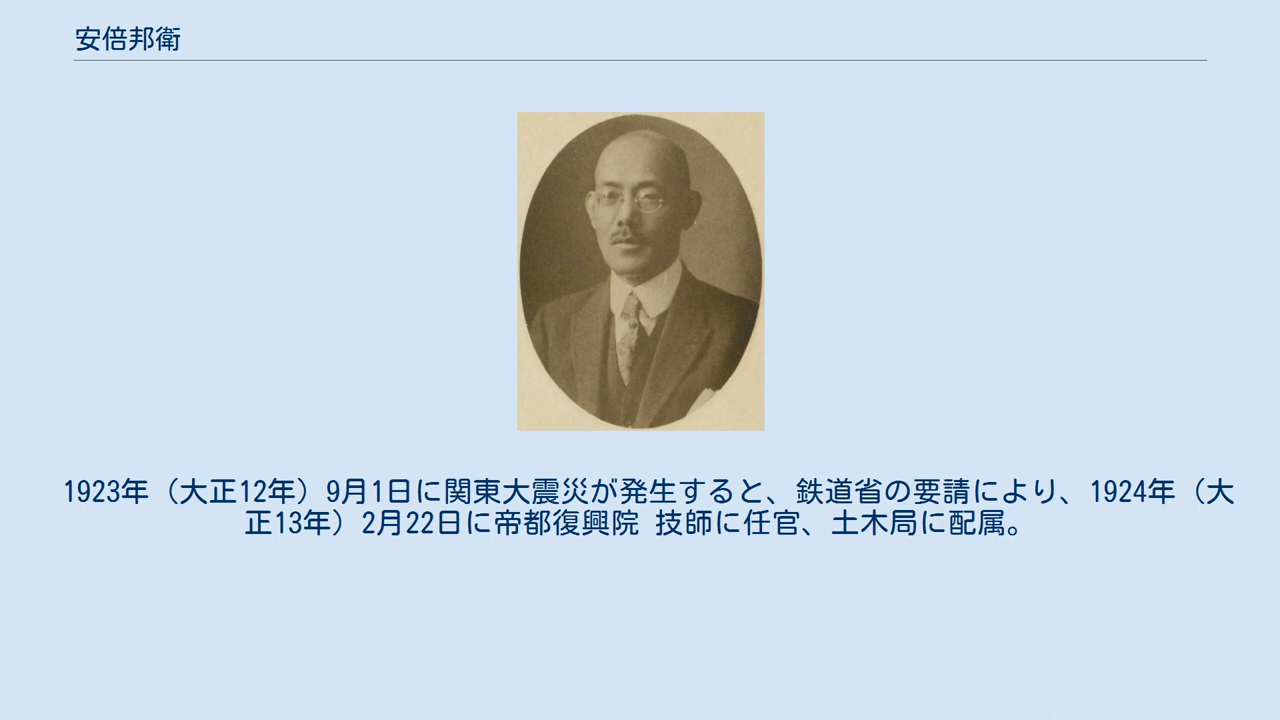 安倍邦衛
1923年（大正12年）9月1日に関東大震災が発生すると、鉄道省の要請により、1924年（大
正13年）2月22日に帝都復興院 技師に任官、土木局に配属。